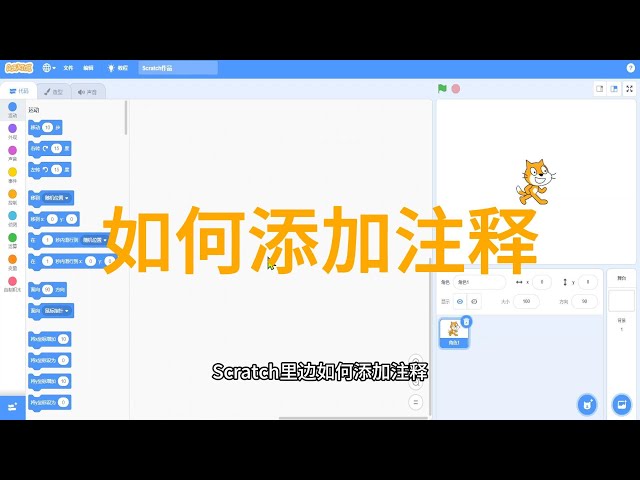 文件 编辑 教程 Scratch作品
代码 造型 声音
运动
外观
声音
事件
控制
侦测
运算
变量
自制积木
运动
移动 10 步
右转 15 度
左转 15 度
移到 随机位置
移到 x: 0 y: 0
在 1 秒内滑行到 随机位置
在 1 秒内滑行到 x: 0 y: 0
面向 90 方向
面向 鼠标指针
将x坐标增加 10
将x坐标设为 0
将y坐标增加 10
将y坐标设为 0
如何添加注释
Scratch里边如何添加注释
角色 角色1 x 0 y 0
显示 大小 100 方向 90
角色1
舞台
背景
1